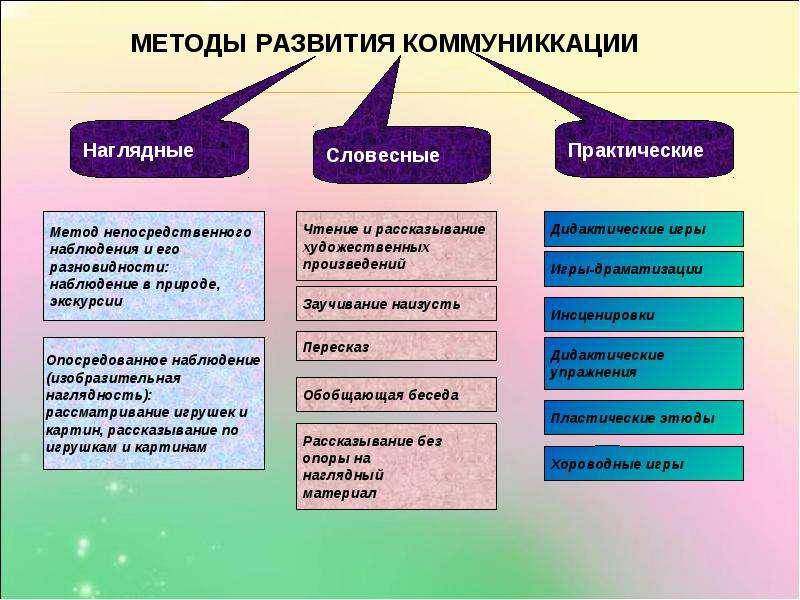 МЕТОДЫ РАЗВИТИЯ КОММУНИККАЦИИ
Наглядные
Словесные
Практические
Метод непосредственного
наблюдения и его
разновидности:
наблюдение в природе,
экскурсии
Опосредованное наблюдение
(изобразительная
наглядность):
рассматривание игрушек и
картин, рассказывание по
игрушкам и картинам
Чтение и рассказывание
художественных
произведений
Заучивание наизусть
Пересказ
Обобщающая беседа
Рассказывание без
опоры на
наглядный
материал
Дидактические игры
Игры-драматизации
Инсценировки
Дидактические
упражнения
Пластические этюды
Хороводные игры